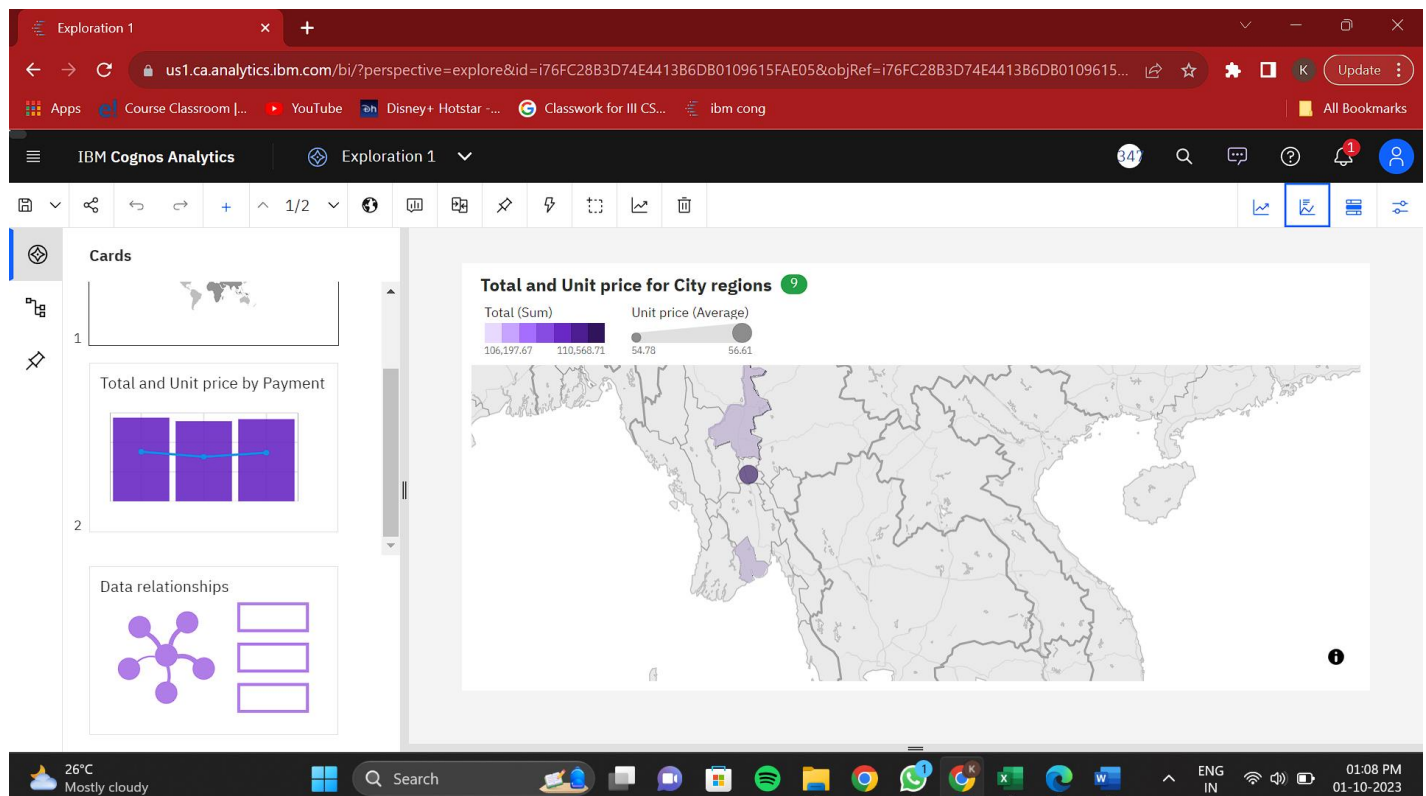 Exploration 1
us1.ca.analytics.ibm.com/bi/?perspective=explore&id=i76FC28B3D74E4413B6DB0109615FAE05&objRef=i76FC28B3D74E4413B6DB0109615...
K
Update
Apps
Course Classroom |...
YouTube
Disney+ Hotstar -...
Classwork for III CS...
ibm cong
All Bookmarks
IBM Cognos Analytics
Exploration 1
347
1
1/2
Cards
1
Total and Unit price by Payment
2
Data relationships
Total and Unit price for City regions 9
Total (Sum) Unit price (Average)
106,197.67 110,568.71 54.78 56.61
26°C
Mostly cloudy
Search
1
K
ENG
IN
01:08 PM
01-10-2023